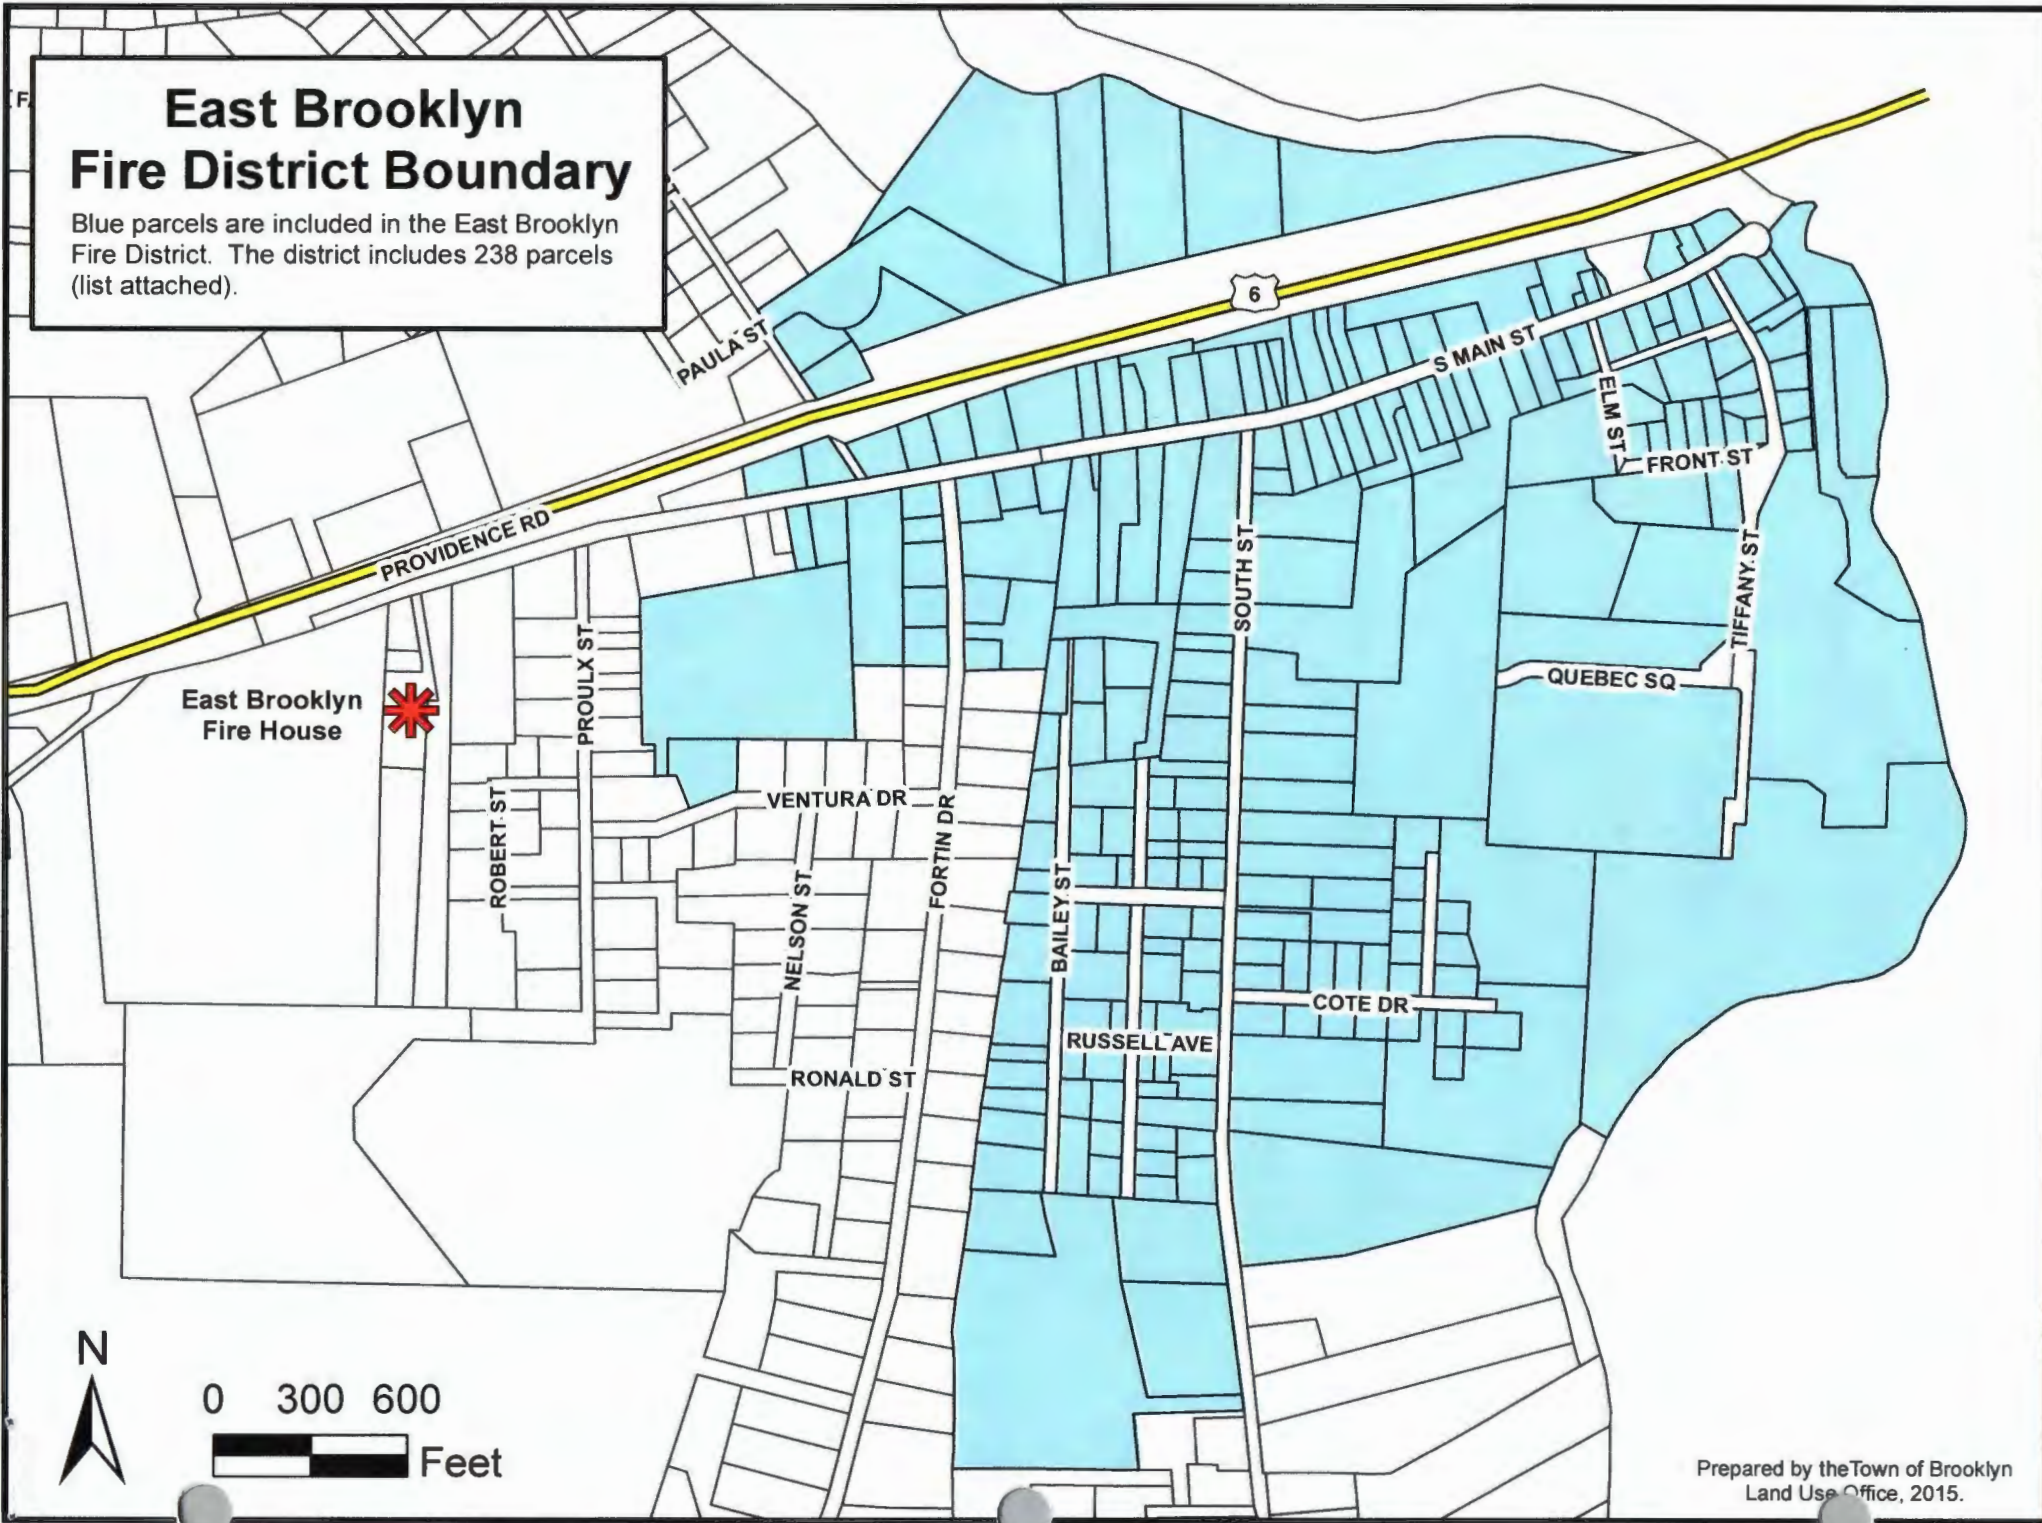 East Brooklyn
Fire District Boundary
Blue parcels are included in the East Brooklyn
Fire District. The district includes 238 parcels
(list attached).
PAULA ST
6
S MAIN ST
ELM ST
FRONT ST
PROVIDENCE RD
SOUTH ST
TIFFANY ST
QUEBEC SQ
East Brooklyn
Fire House
PROULX ST
ROBERT ST
VENTURA DR
FORTIN DR
NELSON ST
BAILEY ST
COTE DR
RUSSELL AVE
RONALD ST
N
0 300 600
Feet
Prepared by theTown of Brooklyn
Land Use Office, 2015.